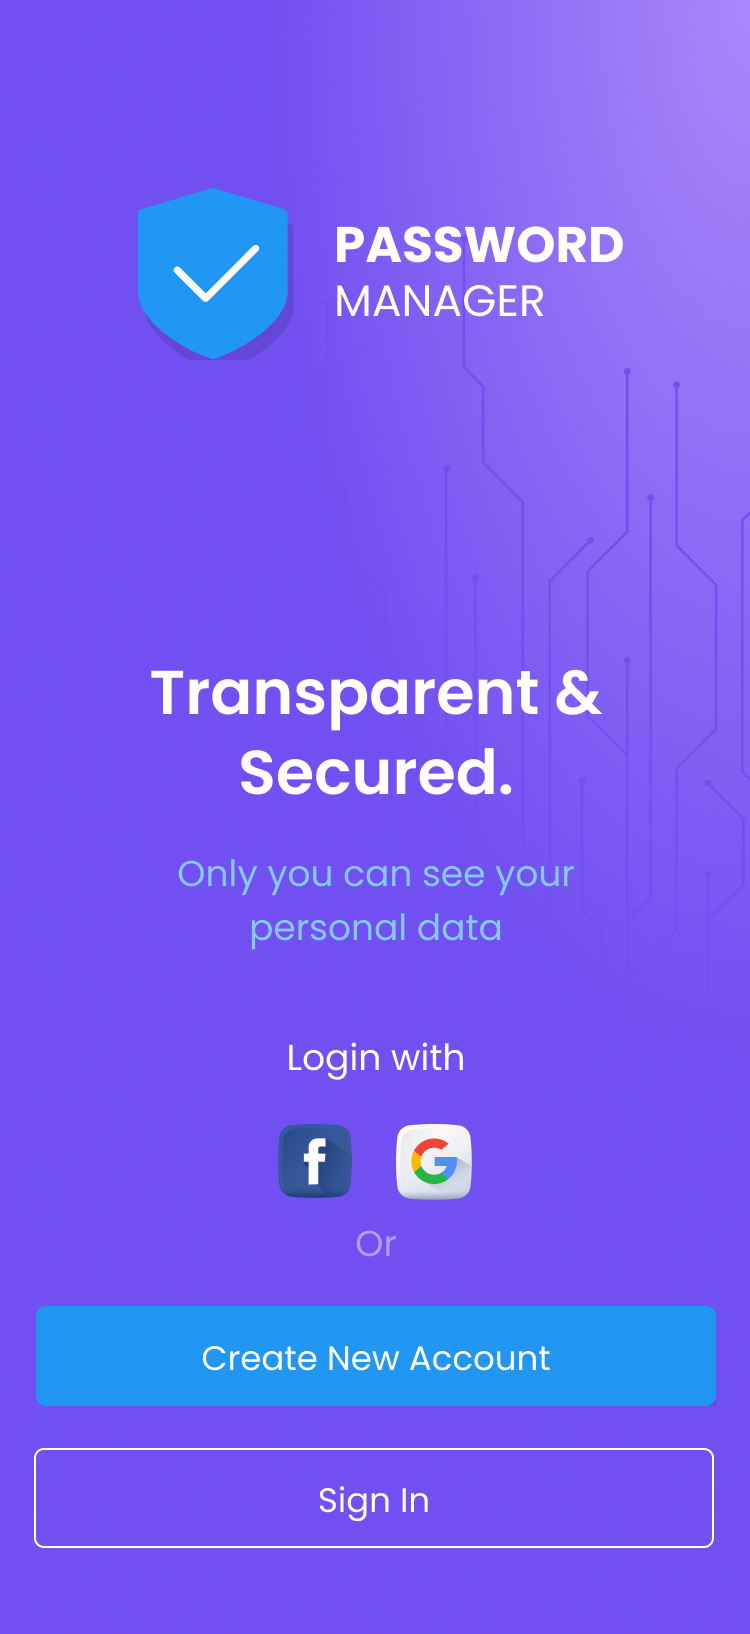 PASSWORD
MANAGER
Transparent &
Secured.
Only you can see your
personal data
Login with
f G
Or
Create New Account
Sign In